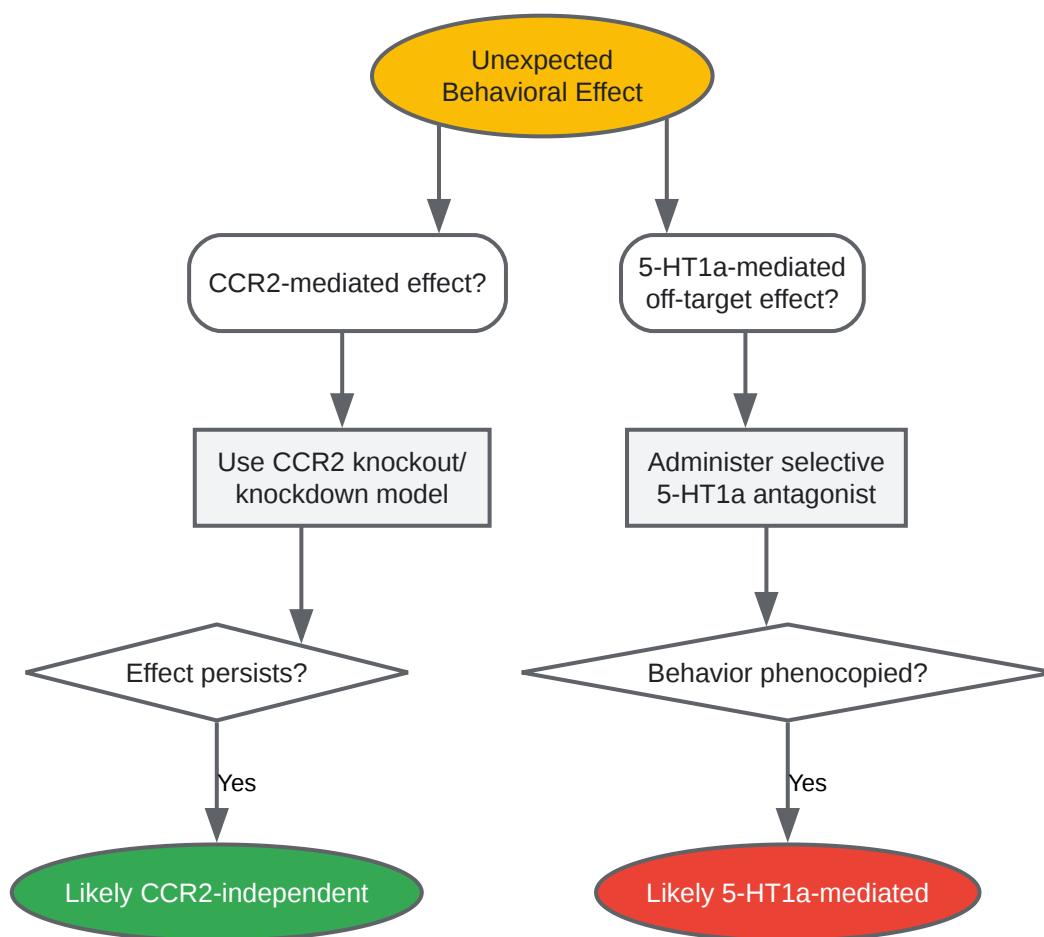 Unexpected
Behavioral Effect
CCR2-mediated effect?
5-HT1a-mediated
off-target effect?
Use CCR2 knockout/
knockdown model
Administer selective
5-HT1a antagonist
Effect persists?
Behavior phenocopied?
Yes
Yes
Likely CCR2-independent
Likely 5-HT1a-mediated